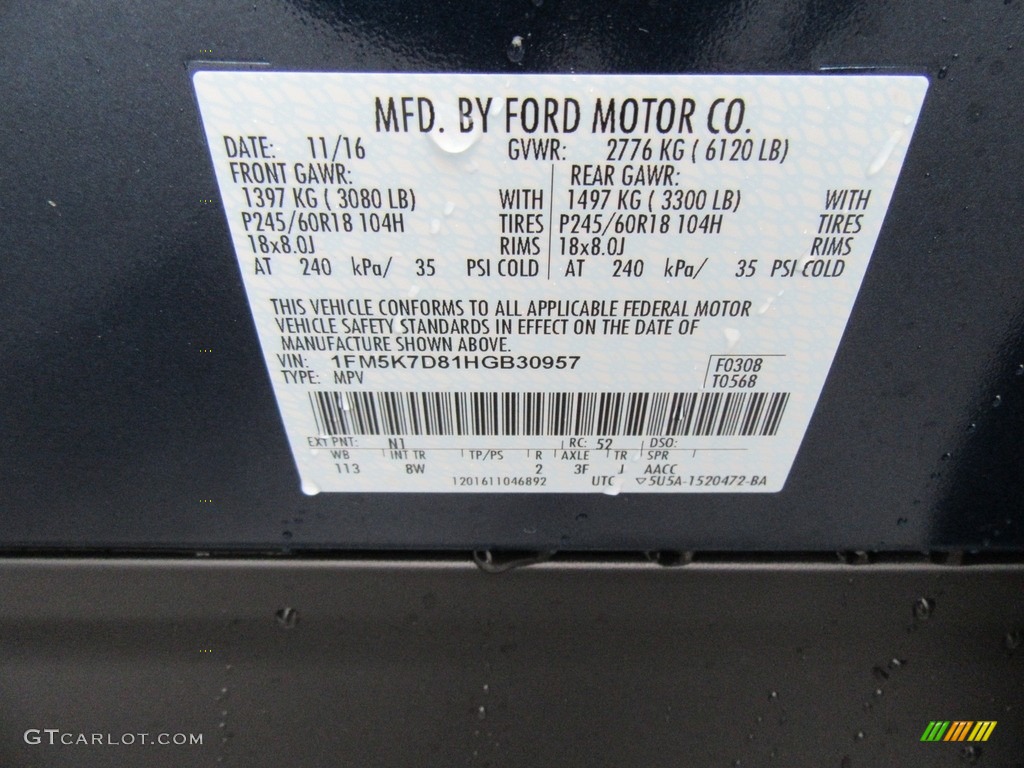 MFD. BY FORD MOTOR CO.
DATE: 11/16 GVWR: 2776 KG ( 6120 LB)
FRONT GAWR: REAR GAWR:
1397 KG ( 3080 LB) WITH 1497 KG ( 3300 LB) WITH
P245/60R18 104H TIRES P245/60R18 104H TIRES
18x8.0J RIMS 18x8.0J RIMS
AT 240 kPa/ 35 PSI COLD AT 240 kPa/ 35 PSI COLD
THIS VEHICLE CONFORMS TO ALL APPLICABLE FEDERAL MOTOR
VEHICLE SAFETY STANDARDS IN EFFECT ON THE DATE OF
MANUFACTURE SHOWN ABOVE.
VIN: 1FM5K7D81HGB30957 F0308
TYPE: MPV T0568
EXT PNT: N1 RC: 52 DSO:
WB INT TR TP/PS R AXLE TR SPR
113 8W 2 3F J AACC
1201611046892 UTC ▽5U5A-1520472-BA
GTCARLOT.COM